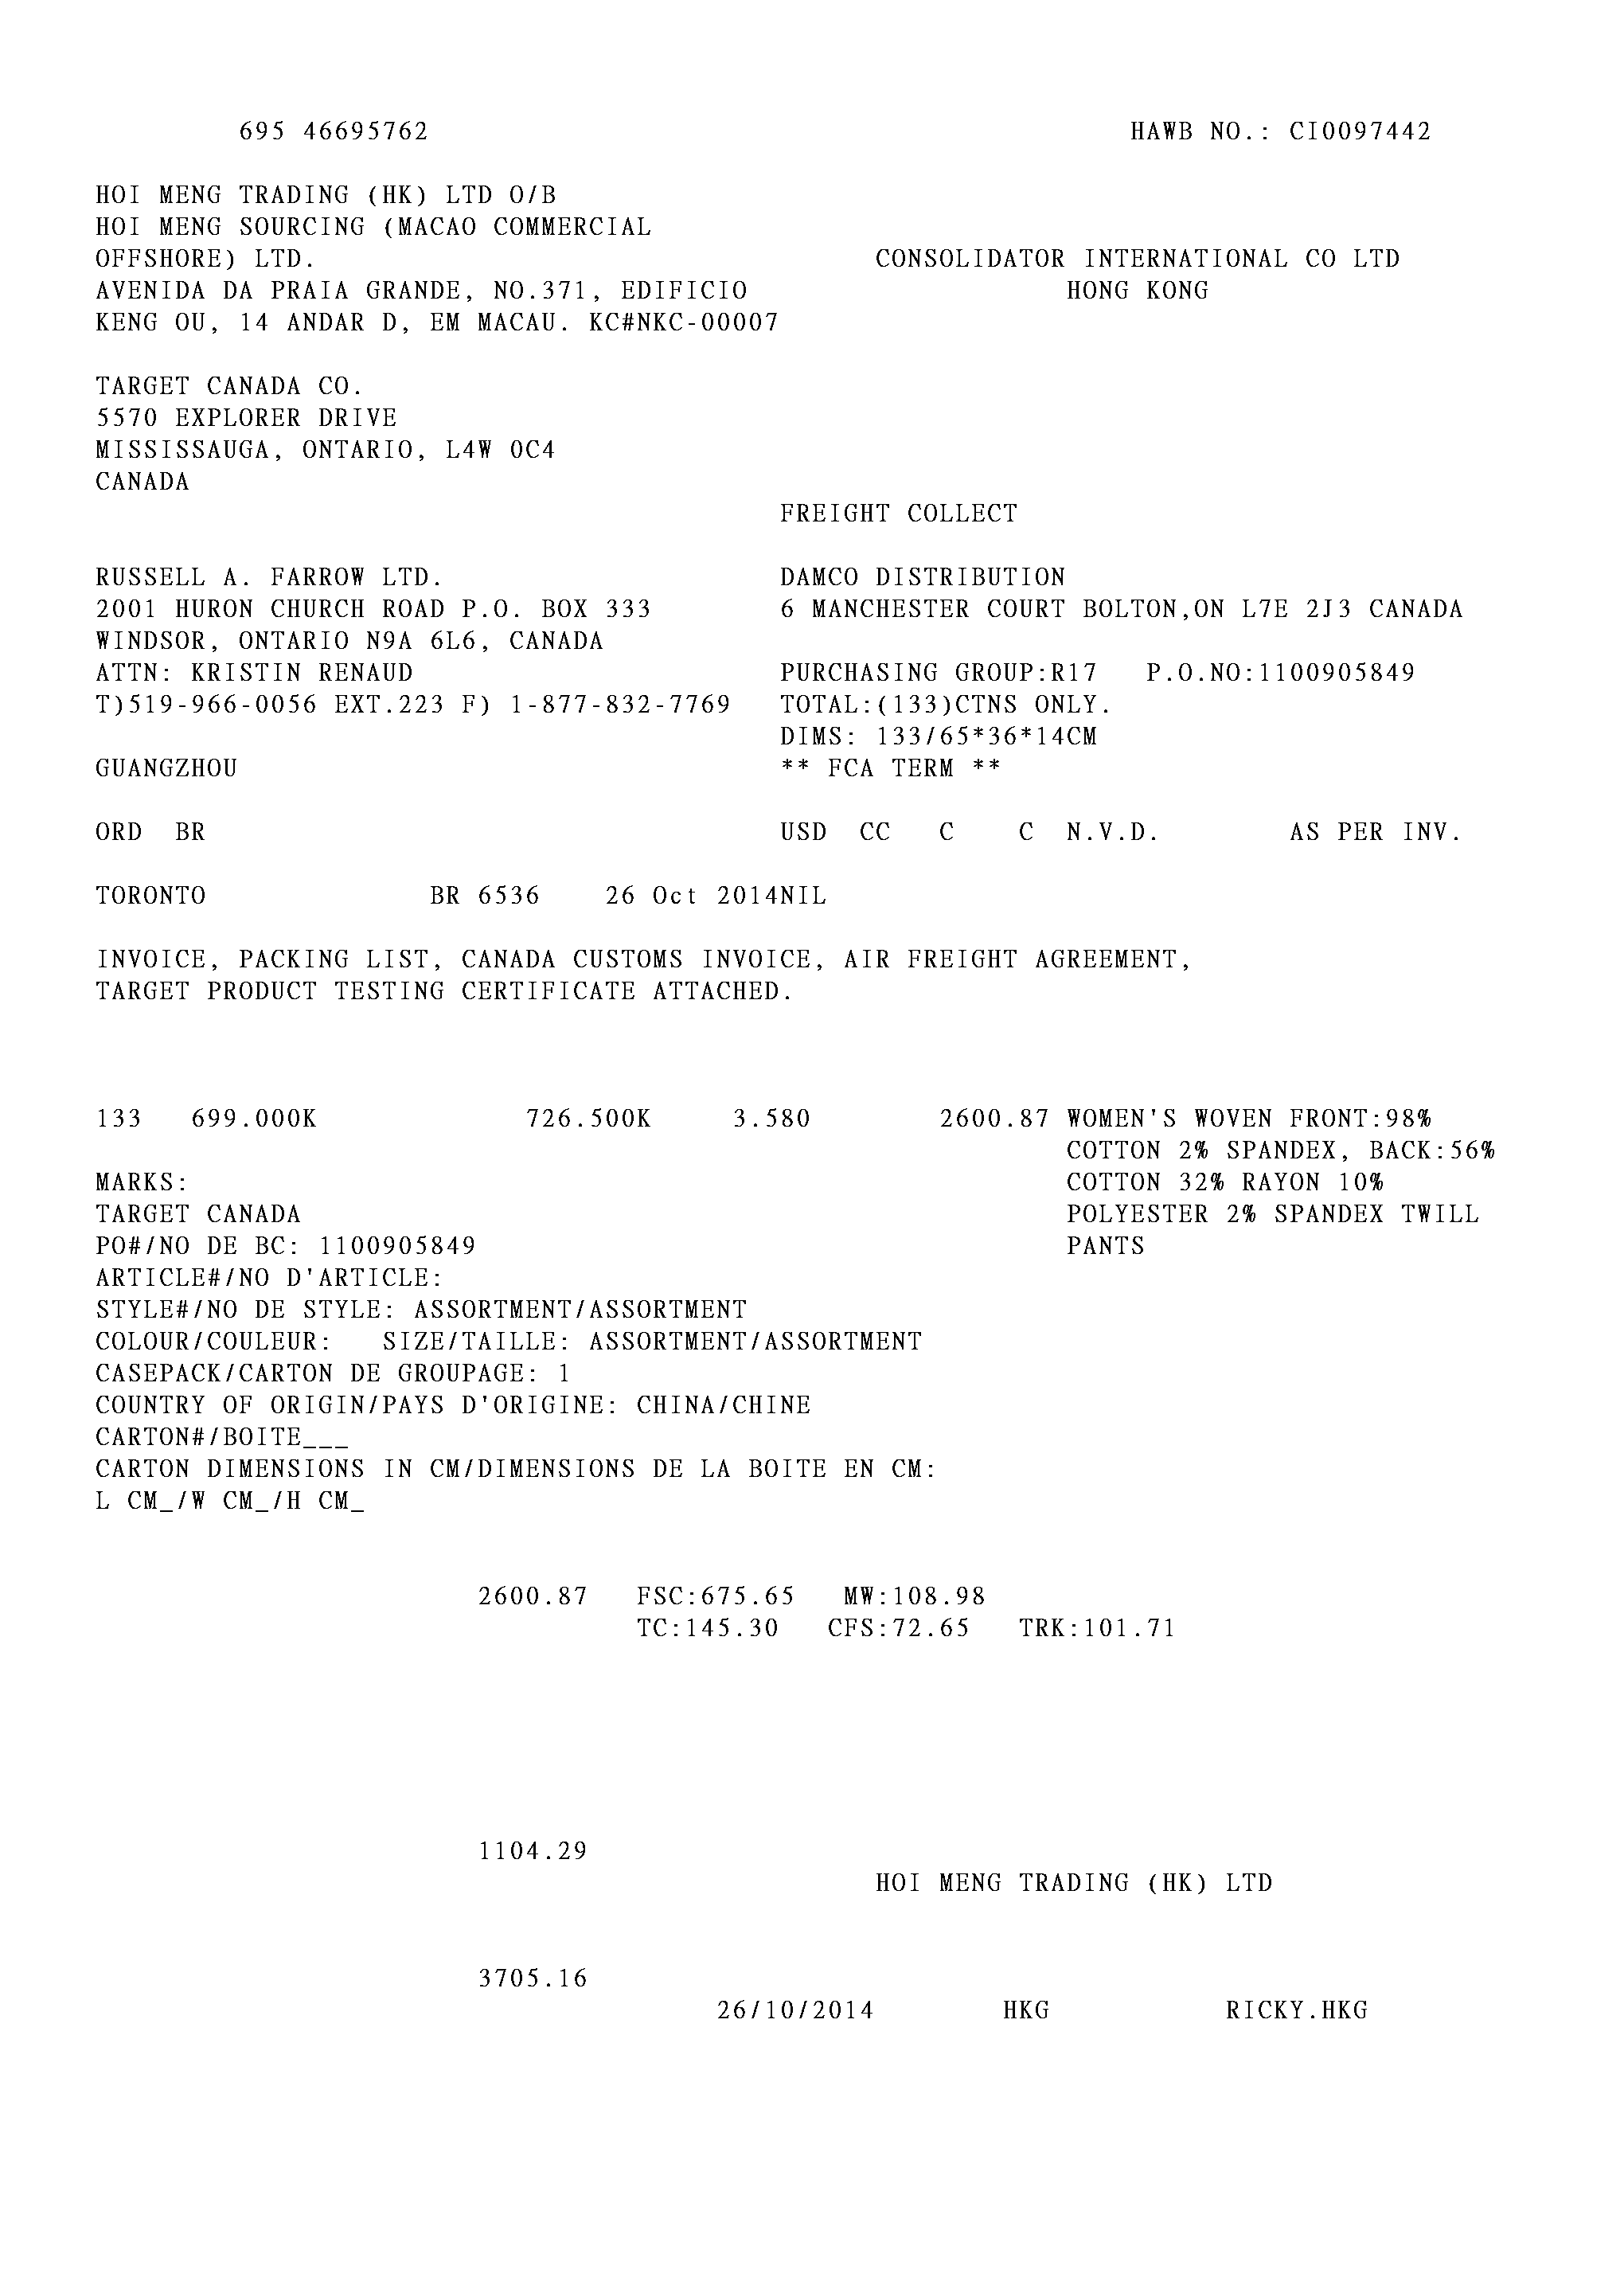 695 46695762 HAWB NO.: CI0097442
HOI MENG TRADING (HK) LTD O/B
HOI MENG SOURCING (MACAO COMMERCIAL
OFFSHORE) LTD. CONSOLIDATOR INTERNATIONAL CO LTD
AVENIDA DA PRAIA GRANDE, NO.371, EDIFICIO HONG KONG
KENG OU, 14 ANDAR D, EM MACAU. KC#NKC-00007
TARGET CANADA CO.
5570 EXPLORER DRIVE
MISSISSAUGA, ONTARIO, L4W 0C4
CANADA
FREIGHT COLLECT
RUSSELL A. FARROW LTD. DAMCO DISTRIBUTION
2001 HURON CHURCH ROAD P.O. BOX 333 6 MANCHESTER COURT BOLTON,ON L7E 2J3 CANADA
WINDSOR, ONTARIO N9A 6L6, CANADA
ATTN: KRISTIN RENAUD PURCHASING GROUP:R17 P.O.NO:1100905849
T)519-966-0056 EXT.223 F) 1-877-832-7769 TOTAL:(133)CTNS ONLY.
DIMS: 133/65*36*14CM
GUANGZHOU ** FCA TERM **
ORD BR USD CC C C N.V.D. AS PER INV.
TORONTO BR 6536 26 Oct 2014NIL
INVOICE, PACKING LIST, CANADA CUSTOMS INVOICE, AIR FREIGHT AGREEMENT,
TARGET PRODUCT TESTING CERTIFICATE ATTACHED.
133 699.000K 726.500K 3.580 2600.87 WOMEN'S WOVEN FRONT:98%
COTTON 2% SPANDEX, BACK:56%
MARKS: COTTON 32% RAYON 10%
TARGET CANADA POLYESTER 2% SPANDEX TWILL
PO#/NO DE BC: 1100905849 PANTS
ARTICLE#/NO D'ARTICLE:
STYLE#/NO DE STYLE: ASSORTMENT/ASSORTMENT
COLOUR/COULEUR: SIZE/TAILLE: ASSORTMENT/ASSORTMENT
CASEPACK/CARTON DE GROUPAGE: 1
COUNTRY OF ORIGIN/PAYS D'ORIGINE: CHINA/CHINE
CARTON#/BOITE___
CARTON DIMENSIONS IN CM/DIMENSIONS DE LA BOITE EN CM:
L CM_/W CM_/H CM_
2600.87 FSC:675.65 MW:108.98
TC:145.30 CFS:72.65 TRK:101.71
1104.29
HOI MENG TRADING (HK) LTD
3705.16
26/10/2014 HKG RICKY.HKG